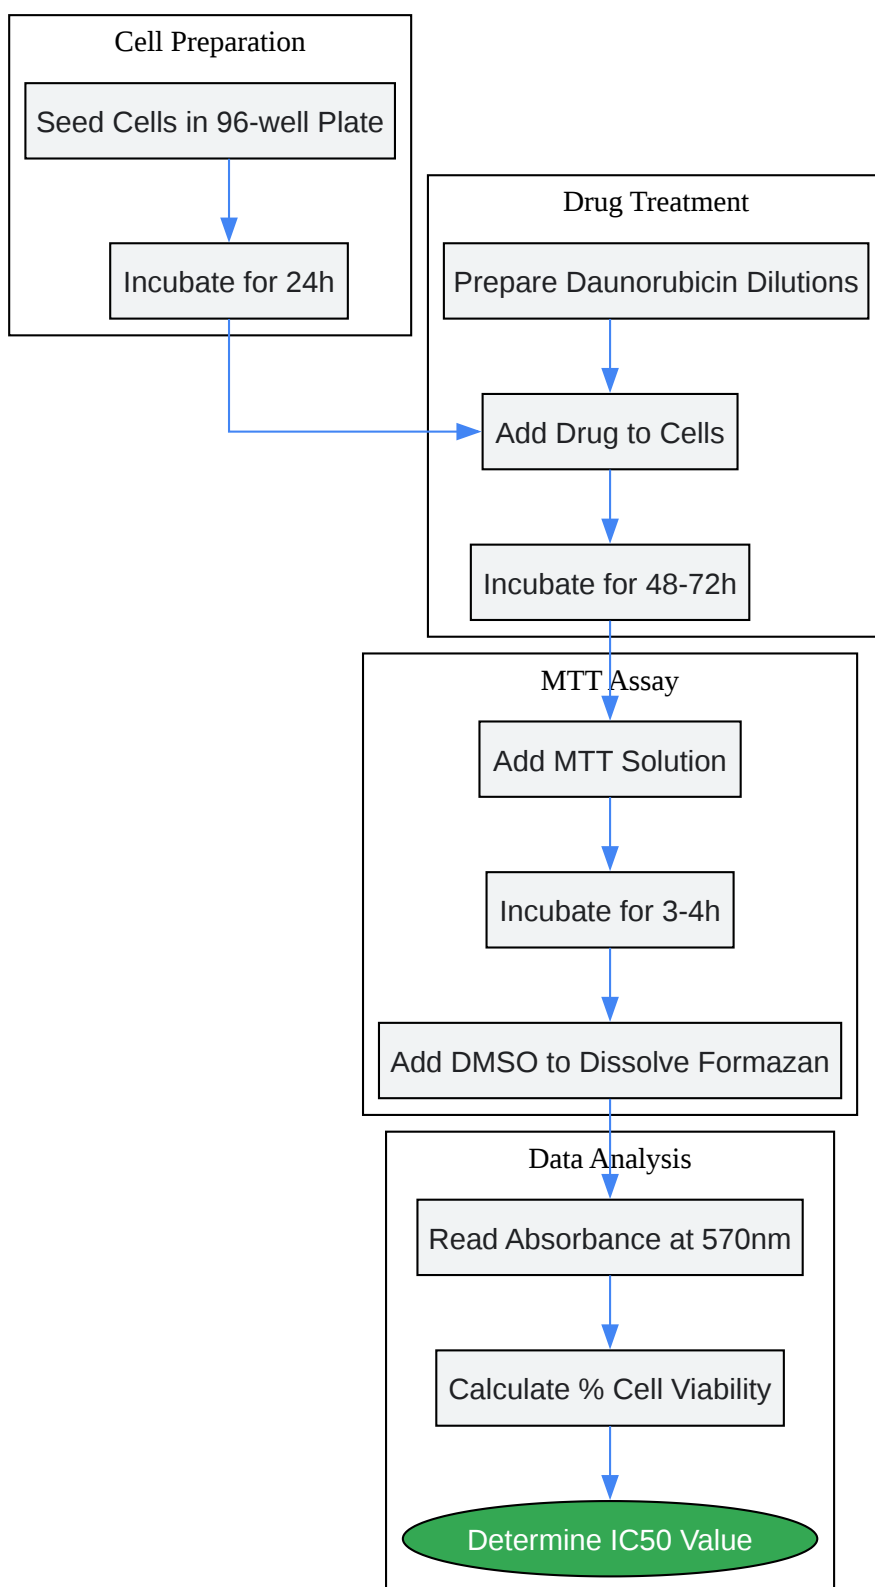 Cell Preparation
Seed Cells in 96-well Plate
Incubate for 24h
Drug Treatment
Prepare Daunorubicin Dilutions
Add Drug to Cells
Incubate for 48-72h
MTT Assay
Add MTT Solution
Incubate for 3-4h
Add DMSO to Dissolve Formazan
Data Analysis
Read Absorbance at 570nm
Calculate % Cell Viability
Determine IC50 Value